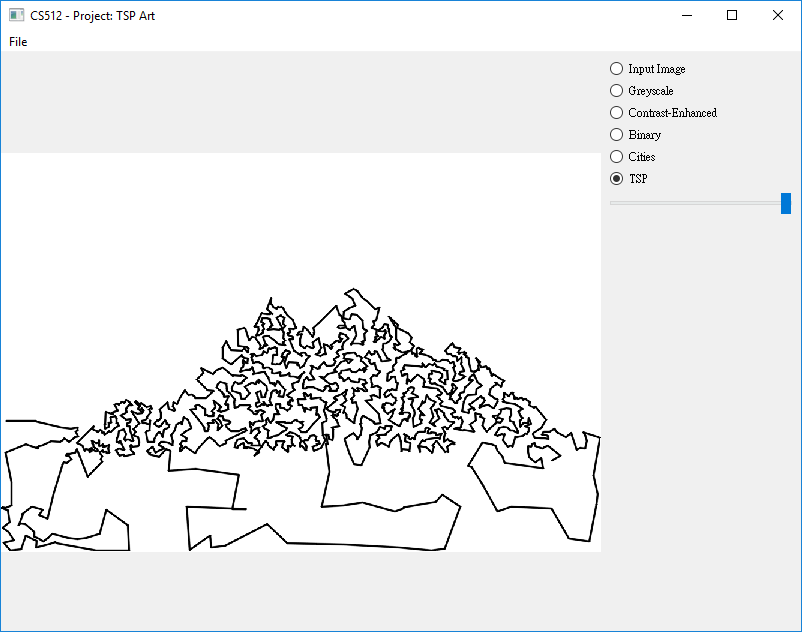 CS512 - Project: TSP Art
File
Input Image
Greyscale
Contrast-Enhanced
Binary
Cities
TSP